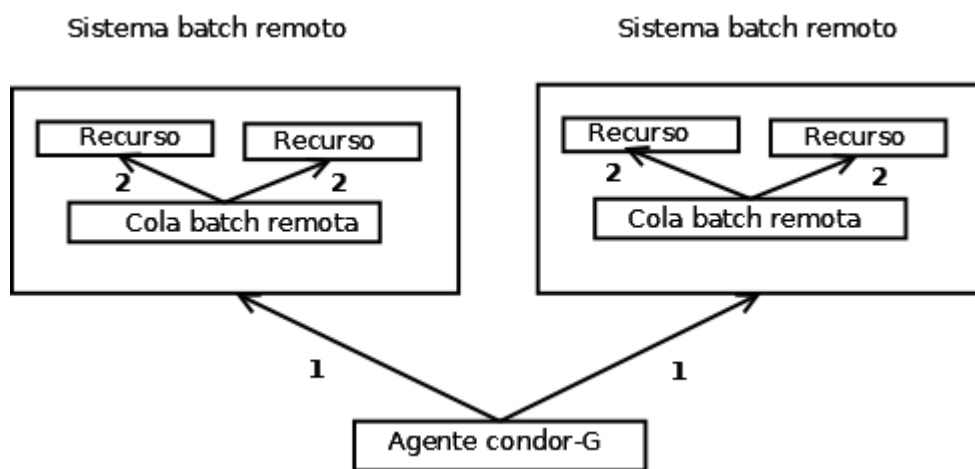 Sistema batch remoto
Sistema batch remoto
Recurso
Recurso
2
2
Cola batch remota
Recurso
Recurso
2
2
Cola batch remota
1
1
Agente condor-G